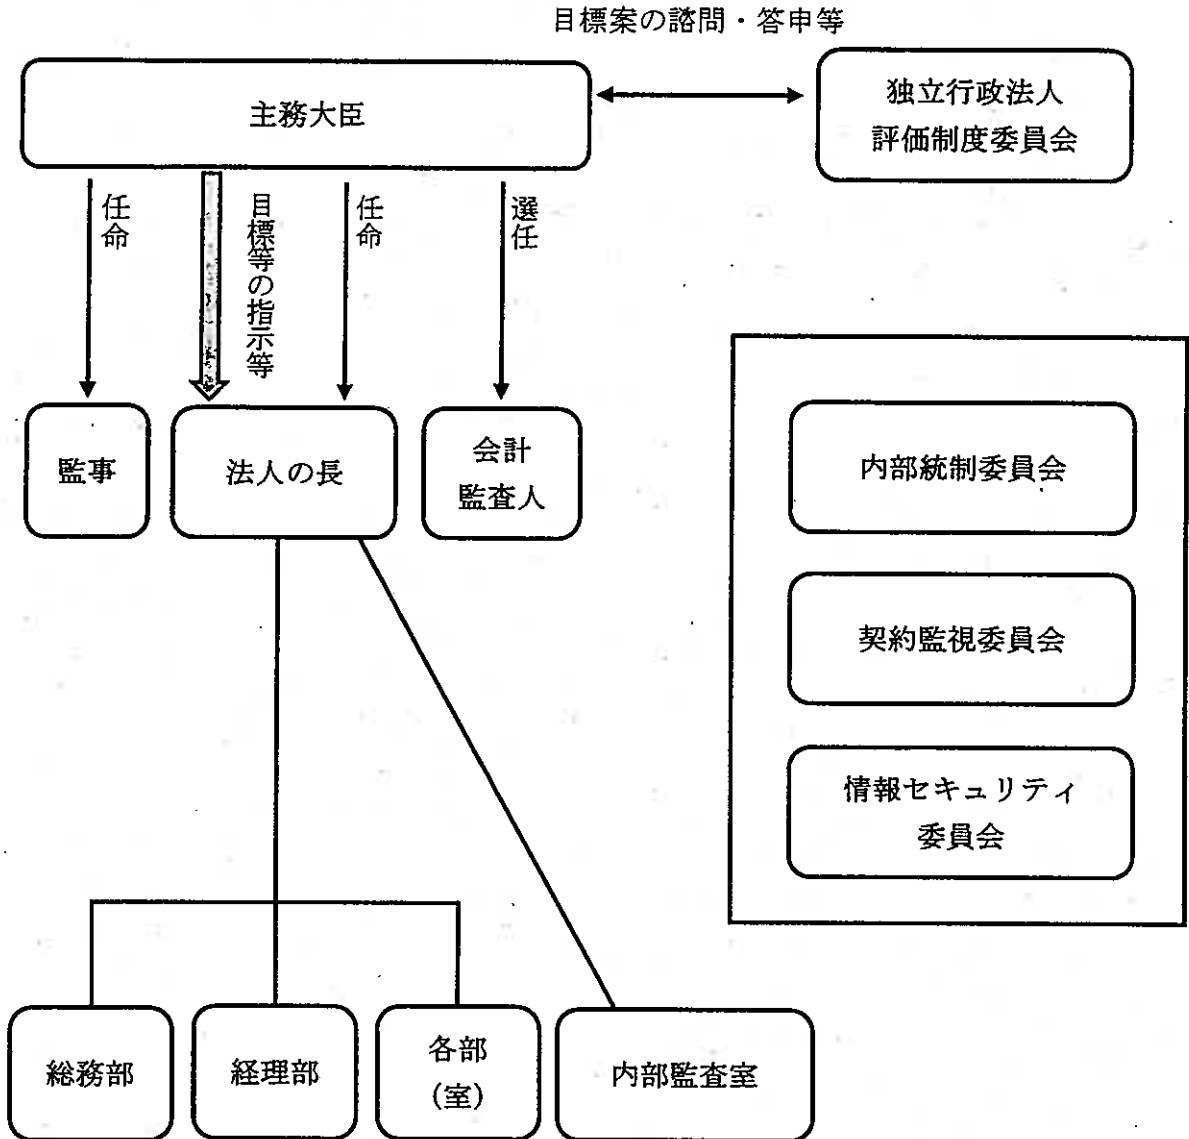 目標案の諮問・答申等
主務大臣
独立行政法人
評価制度委員会
任命
目標等の指示等
任命
選任
監事
法人の長
会計
監査人
内部統制委員会
契約監視委員会
情報セキュリティ
委員会
総務部
経理部
各部
(室)
内部監査室